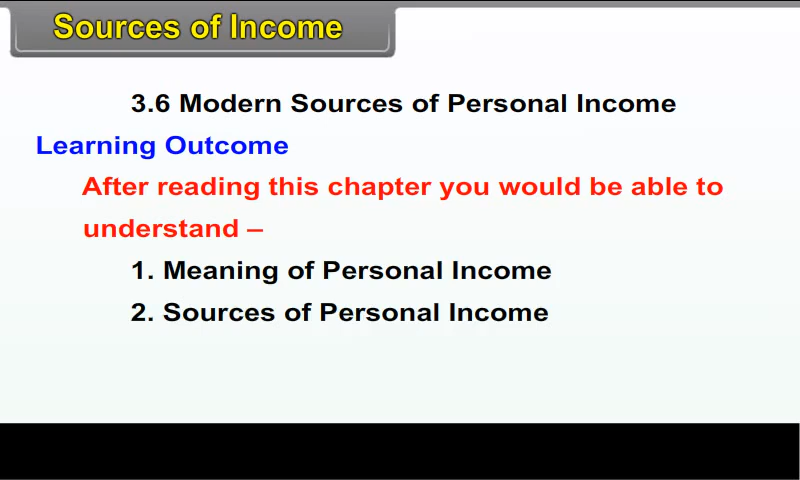 Sources of Income
3.6 Modern Sources of Personal Income
Learning Outcome
After reading this chapter you would be able to
understand –
1. Meaning of Personal Income
2. Sources of Personal Income